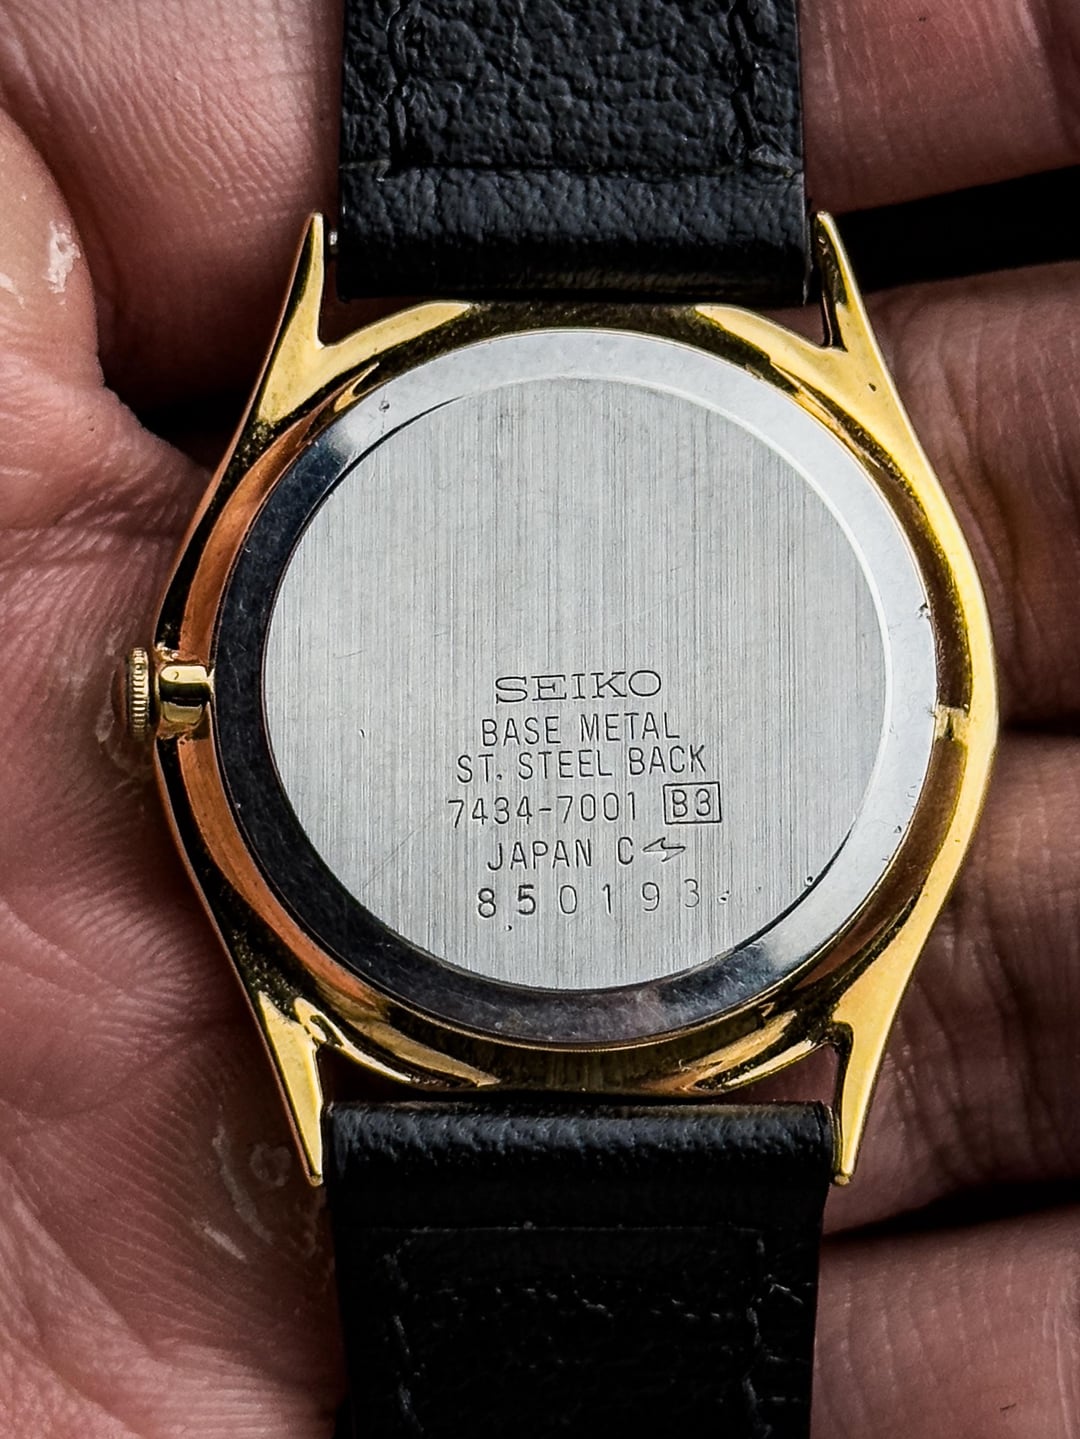 SEIKO
BASE METAL
ST. STEEL BACK
7434-7001 B3
JAPAN C
850193